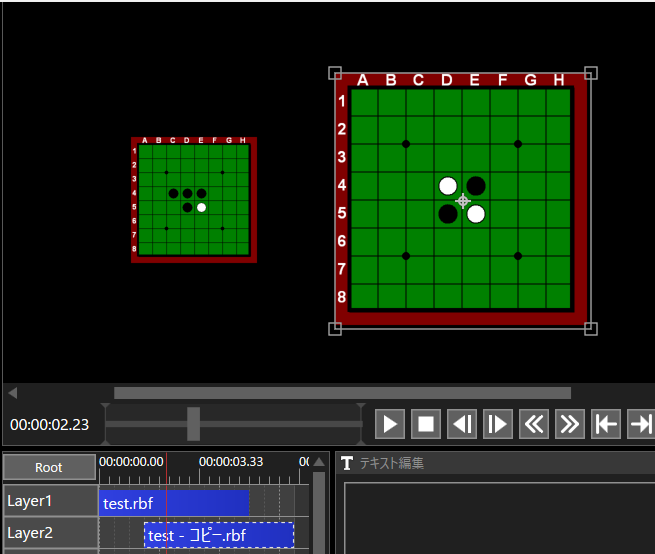 A B C D E F G H
1
2
3
4
5
6
7
8
A B C D E F G H
1
2
3
4
5
6
7
8
00:00:02.23
Root
00:00:00.00 00:00:03.33 00
T テキスト編集
Layer1 test.rbf
Layer2 test - コピー.rbf